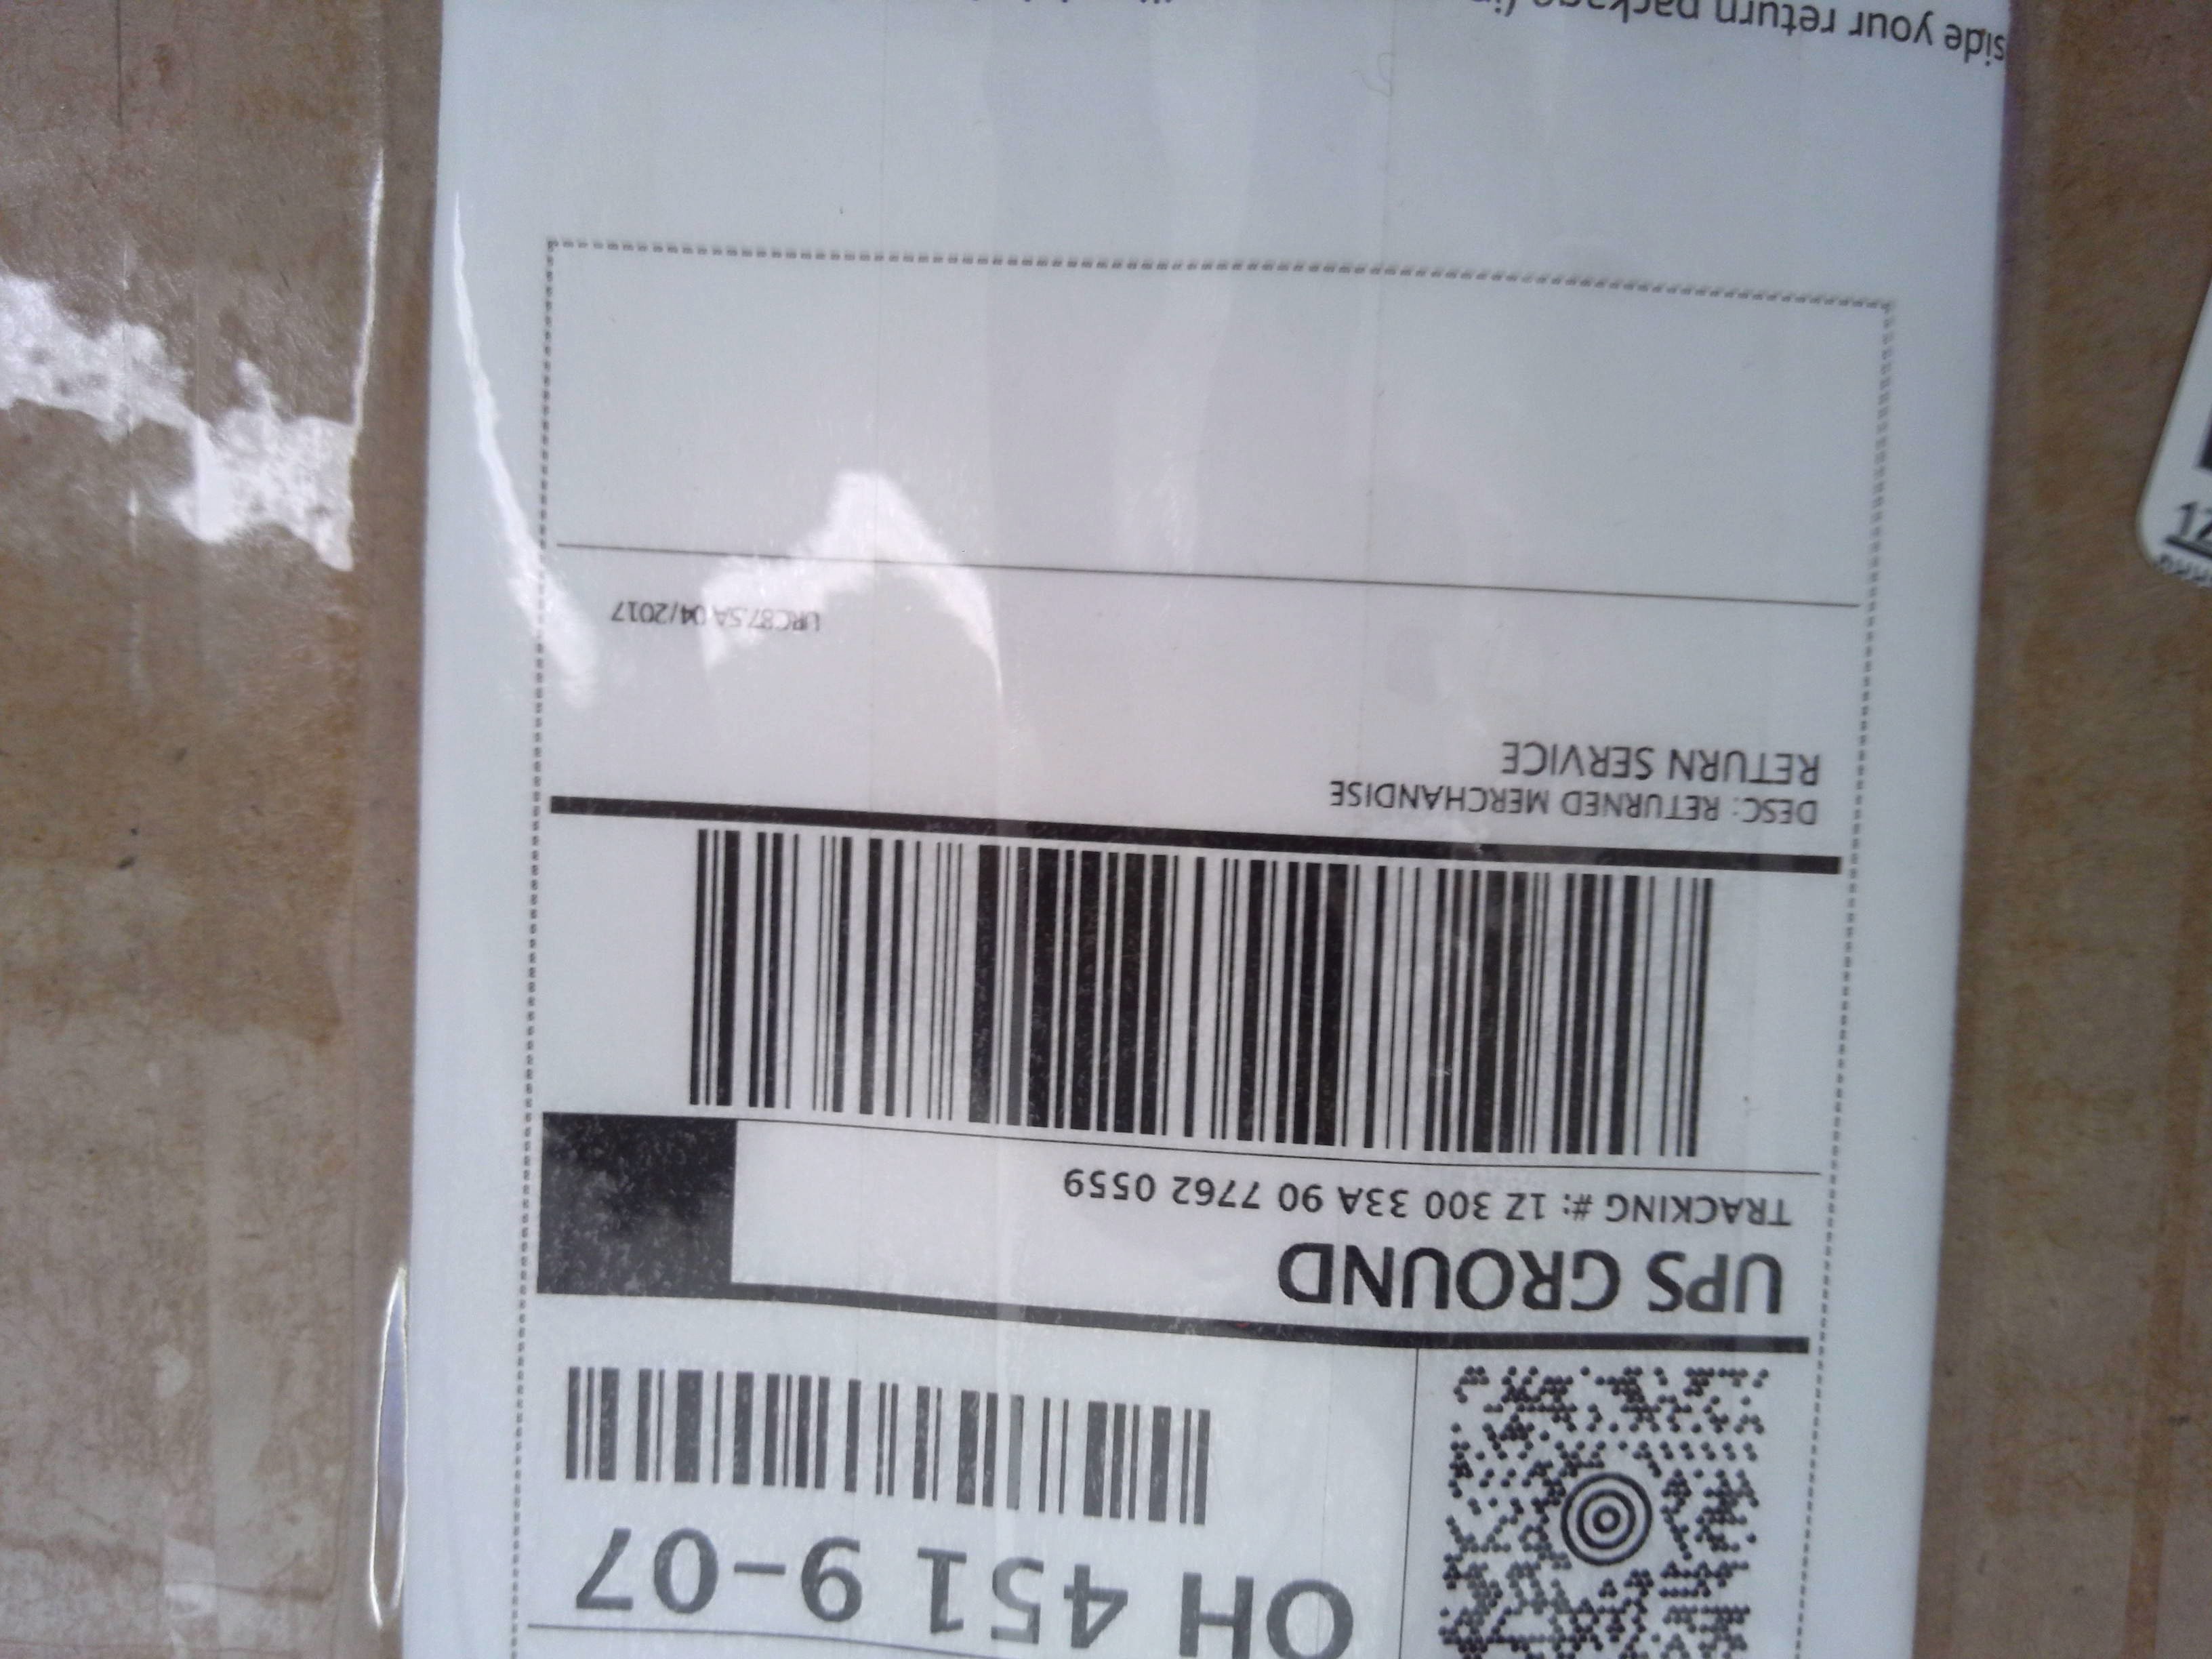 OH 451 9-07
UPS GROUND
TRACKING #: 1Z 300 33A 90 7762 0559
DESC: RETURNED MERCHANDISE
RETURN SERVICE
URC87.5A 04/2017
side your return package
12